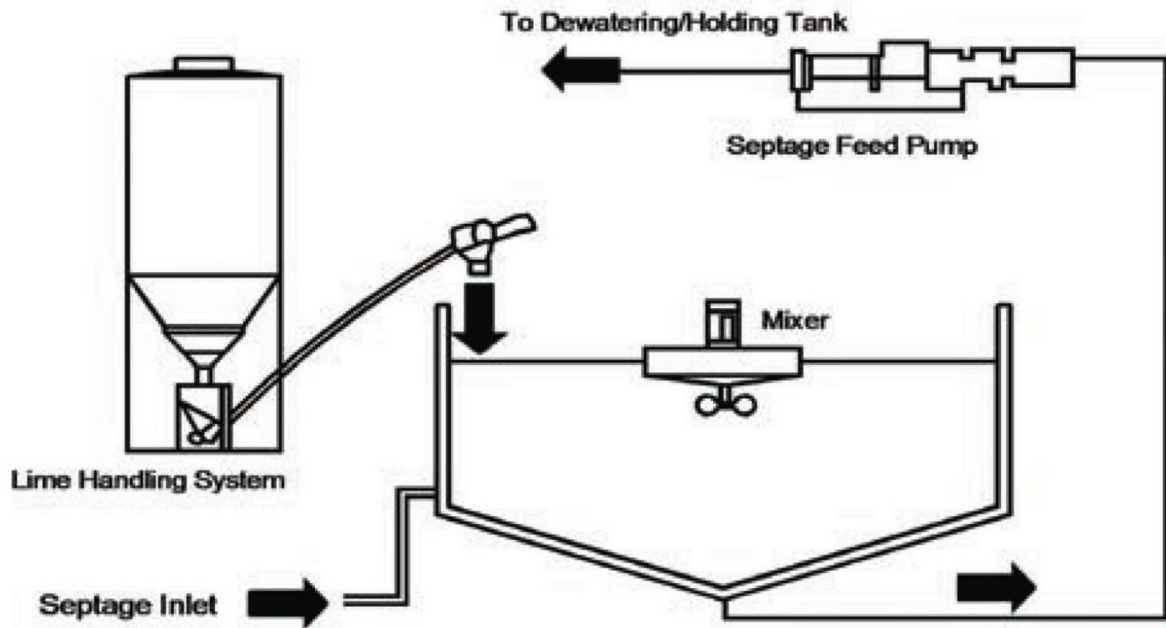 To Dewatering/Holding Tank
Septage Feed Pump
Mixer
Lime Handling System
Septage Inlet